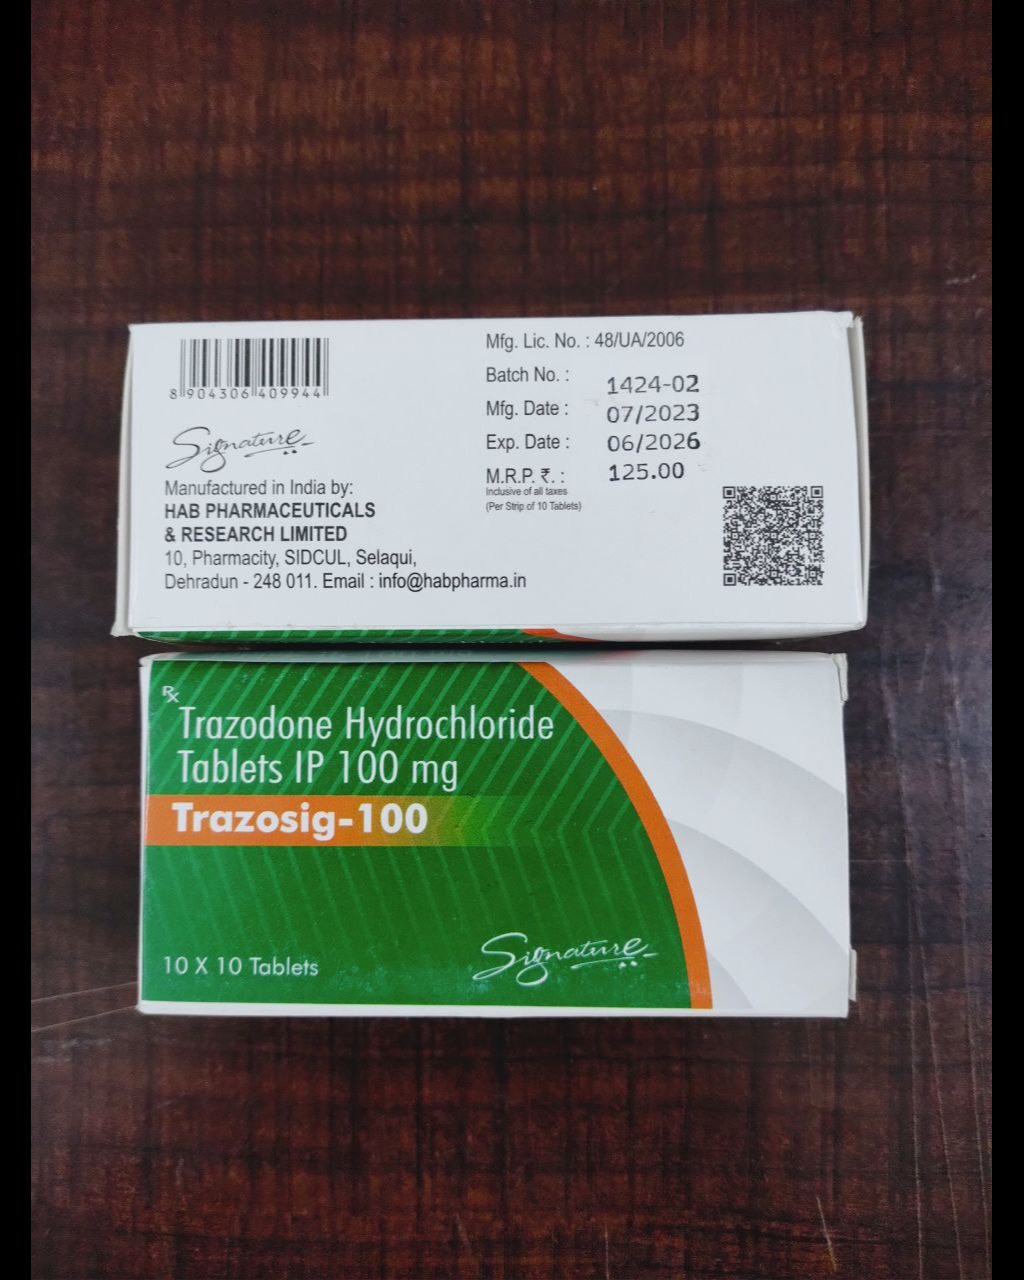 8 904306 409944
Signature
Manufactured in India by:
HAB PHARMACEUTICALS
& RESEARCH LIMITED
10, Pharmacity, SIDCUL, Selaqui,
Dehradun - 248 011. Email : info@habpharma.in
Mfg. Lic. No. : 48/UA/2006
Batch No. : 1424-02
Mfg. Date : 07/2023
Exp. Date : 06/2026
M.R.P. ₹. : 125.00
Inclusive of all taxes
(Per Strip of 10 Tablets)
Rx
Trazodone Hydrochloride
Tablets IP 100 mg
Trazosig-100
10 X 10 Tablets
Signature